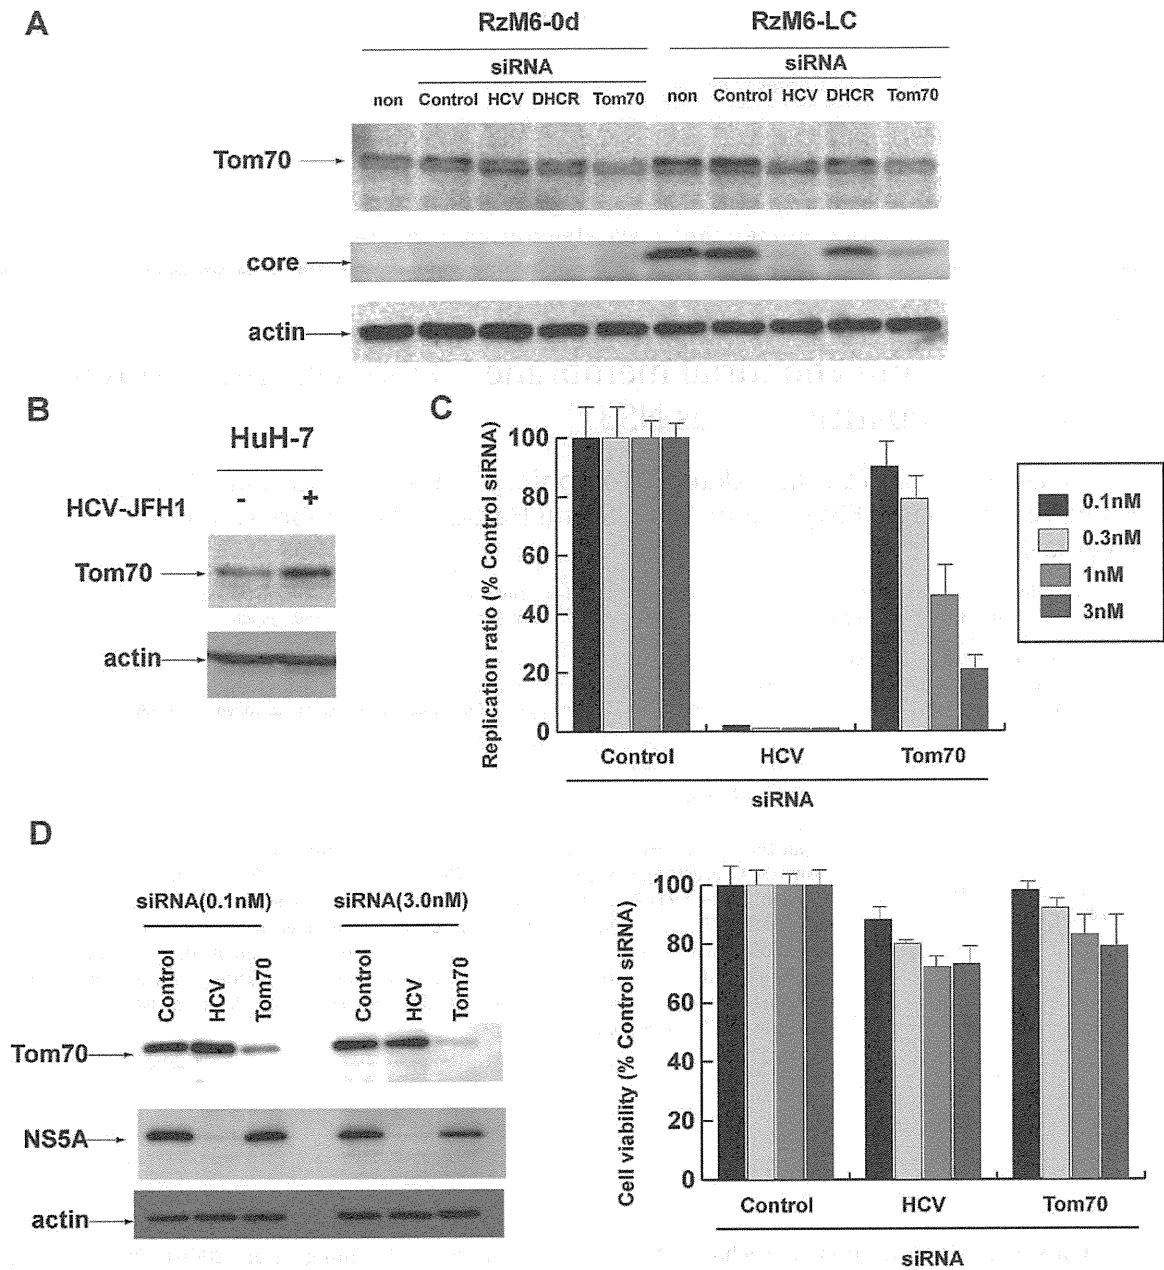 A
RzM6-0d RzM6-LC
siRNA siRNA
non Control HCV DHCR Tom70 non Control HCV DHCR Tom70
Tom70
core
actin
B
HuH-7
HCV-JFH1 - +
Tom70
actin
C
Replication ratio (% Control siRNA)
100
80
60
40
20
0
Control HCV Tom70
siRNA
0.1nM
0.3nM
1nM
3nM
D
siRNA(0.1nM) siRNA(3.0nM)
Control HCV Tom70 Control HCV Tom70
Tom70
NS5A
actin
Cell viability (% Control siRNA)
100
80
60
40
20
0
Control HCV Tom70
siRNA